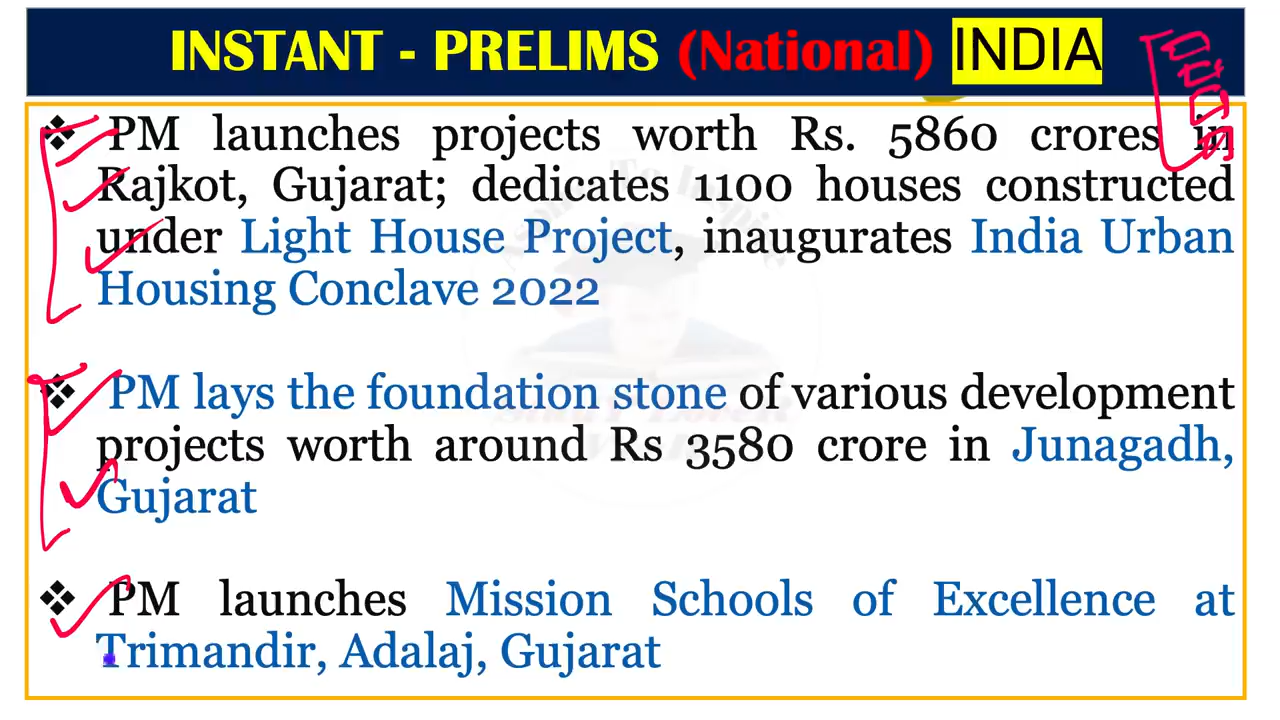 INSTANT - PRELIMS (National) INDIA
❖ PM launches projects worth Rs. 5860 crores in
Rajkot, Gujarat; dedicates 1100 houses constructed
under Light House Project, inaugurates India Urban
Housing Conclave 2022
❖ PM lays the foundation stone of various development
projects worth around Rs 3580 crore in Junagadh,
Gujarat
❖ PM launches Mission Schools of Excellence at
Trimandir, Adalaj, Gujarat